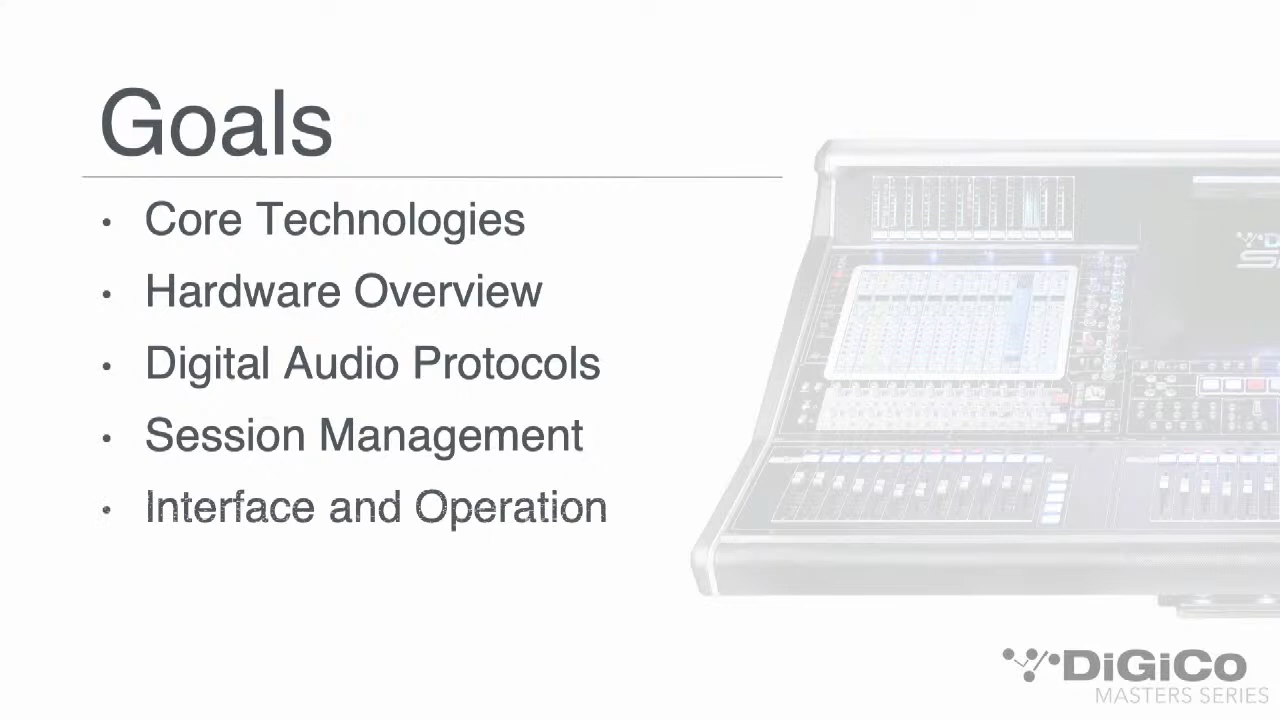 Goals
• Core Technologies
• Hardware Overview
• Digital Audio Protocols
• Session Management
• Interface and Operation
DiGiCo
MASTERS SERIES